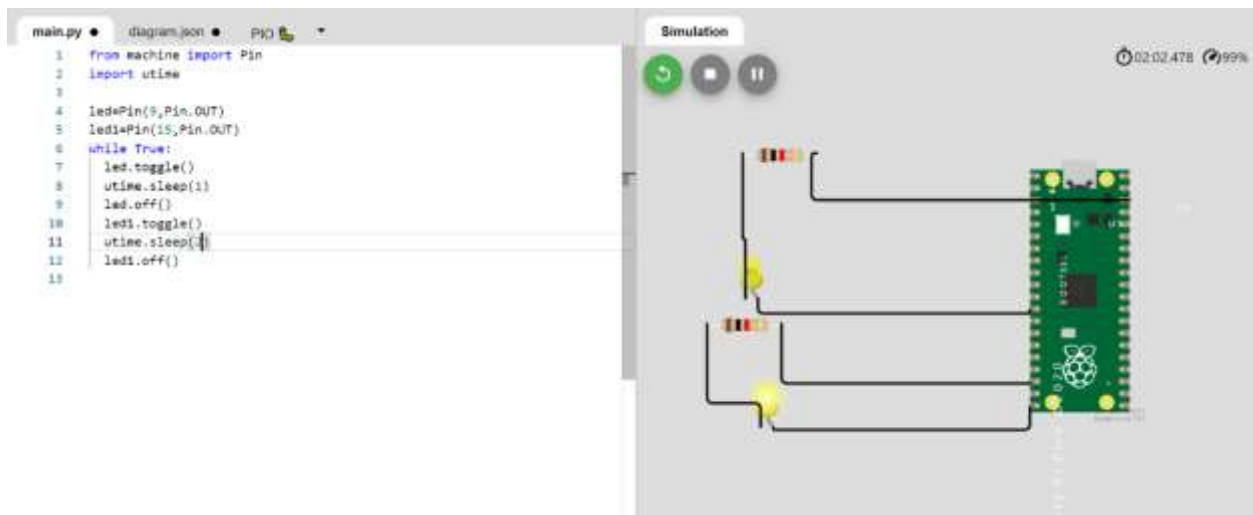 main.py ● diagram.json ● PIO ▼
1 from machine import Pin
2 import utime
3
4 led=Pin(9,Pin.OUT)
5 led1=Pin(15,Pin.OUT)
6 while True:
7 led.toggle()
8 utime.sleep(1)
9 led.off()
10 led1.toggle()
11 utime.sleep(2)
12 led1.off()
13
Simulation
02:02.478 99%